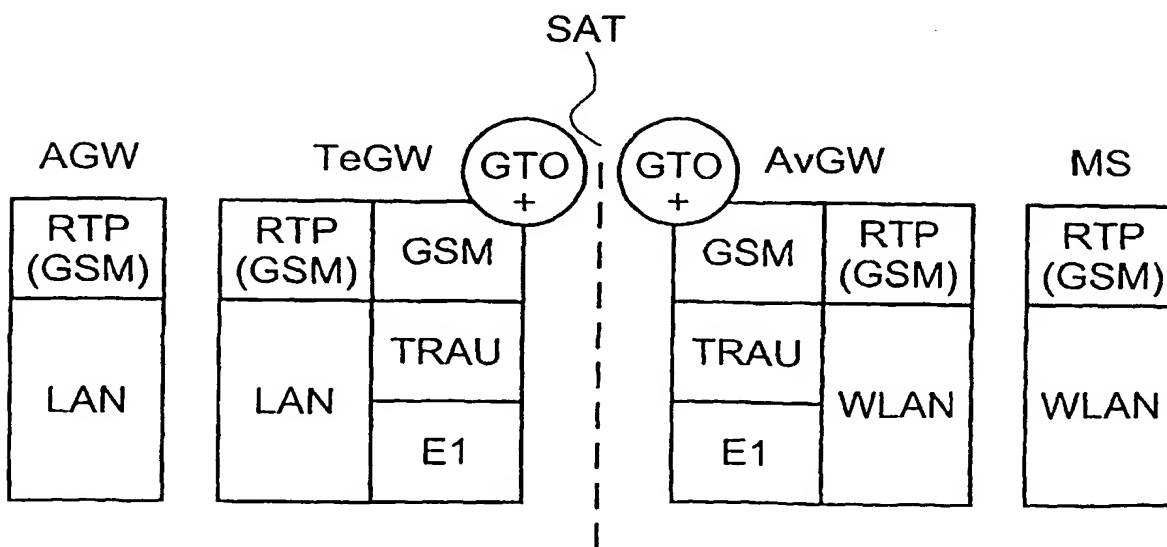 SAT
AGW
TeGW
GTO
+
GTO
+
AvGW
MS
RTP
(GSM)
LAN
RTP
(GSM)
LAN
GSM
TRAU
E1
GSM
TRAU
E1
RTP
(GSM)
WLAN
RTP
(GSM)
WLAN